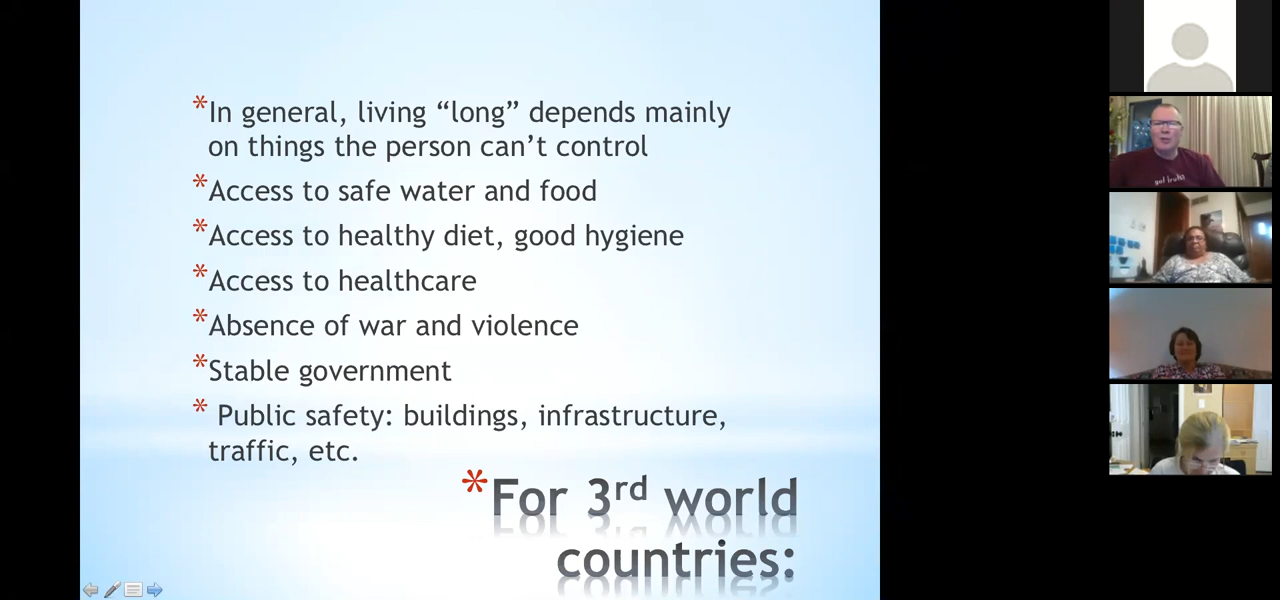 *In general, living “long” depends mainly
on things the person can’t control
*Access to safe water and food
*Access to healthy diet, good hygiene
*Access to healthcare
*Absence of war and violence
*Stable government
* Public safety: buildings, infrastructure,
traffic, etc.
*For 3rd world
countries: